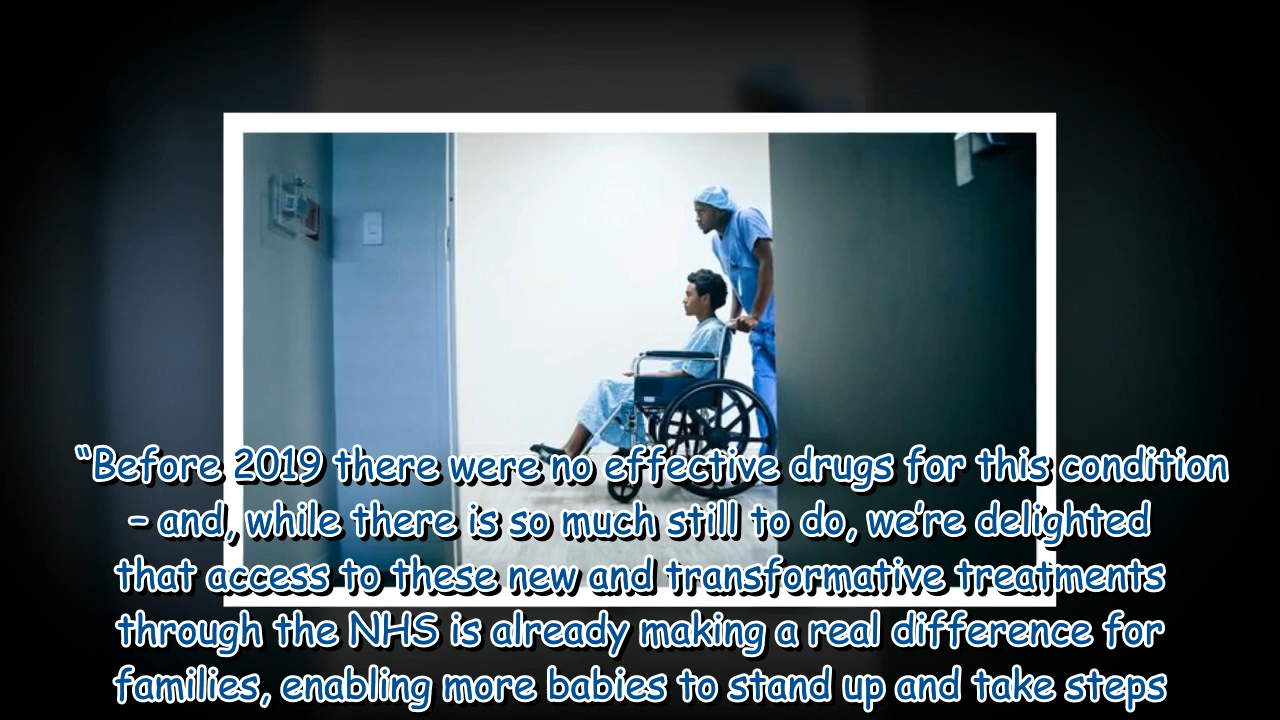 “Before 2019 there were no effective drugs for this condition
– and, while there is so much still to do, we’re delighted
that access to these new and transformative treatments
through the NHS is already making a real difference for
families, enabling more babies to stand up and take steps